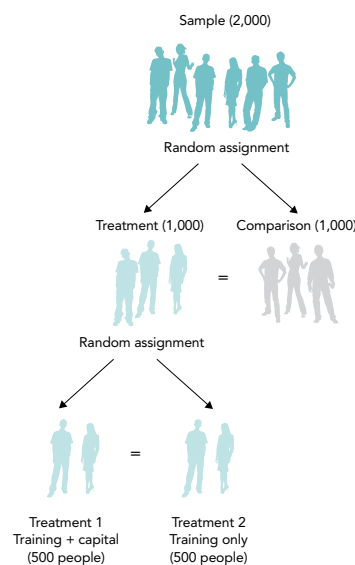 Sample (2,000)
Random assignment
Treatment (1,000)
Comparison (1,000)
=
Random assignment
=
Treatment 1
Training + capital
(500 people)
Treatment 2
Training only
(500 people)